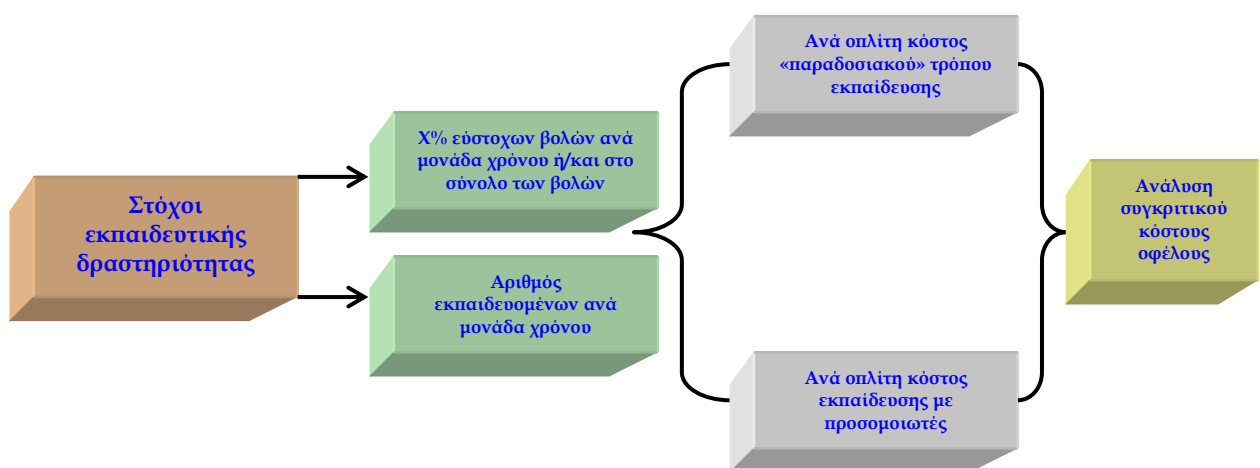 Στόχοι
εκπαιδευτικής
δραστηριότητας
Χ% εύστοχων βολών ανά
μονάδα χρόνου ή/και στο
σύνολο των βολών
Αριθμός
εκπαιδευομένων ανά
μονάδα χρόνου
Ανά οπλίτη κόστος
«παραδοσιακού» τρόπου
εκπαίδευσης
Ανά οπλίτη κόστος
εκπαίδευσης με
προσομοιωτές
Ανάλυση
συγκριτικού
κόστους
οφέλους